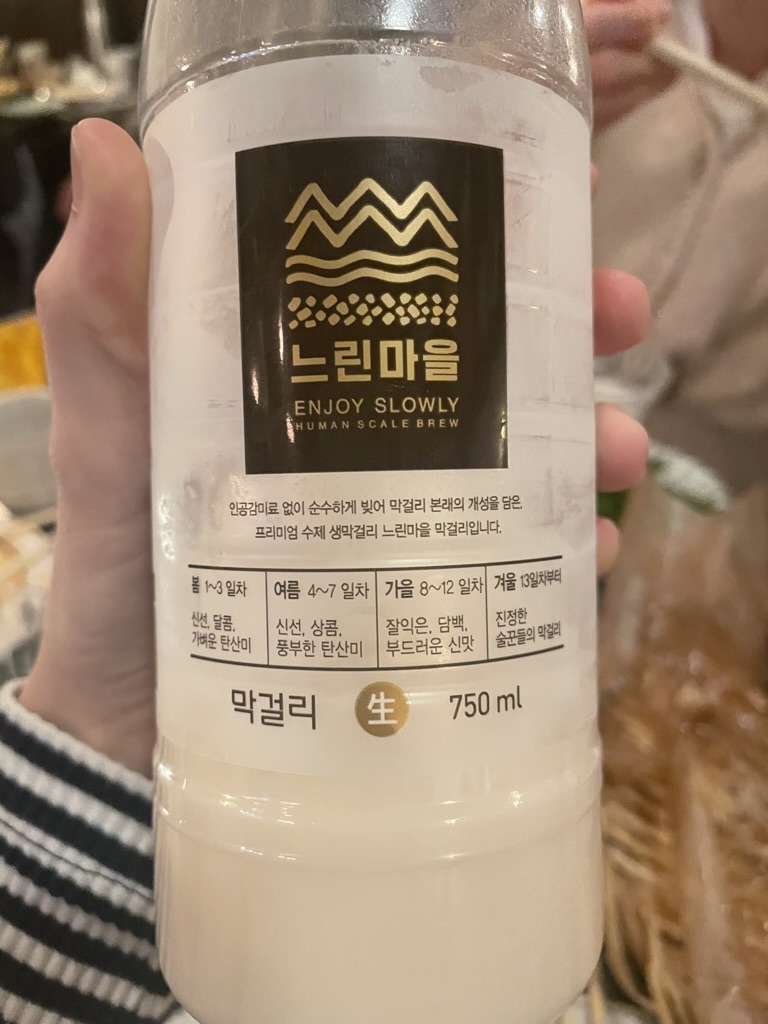 느린마을
ENJOY SLOWLY
HUMAN SCALE BREW
인공감미료 없이 순수하게 빚어 막걸리 본래의 개성을 담은,
프리미엄 수제 생막걸리 느린마을 막걸리입니다.
봄 1~3 일차
신선, 달콤,
가벼운 탄산미
여름 4~7 일차
신선, 상콤,
풍부한 탄산미
가을 8~12 일차
잘익은, 담백,
부드러운 신맛
겨울 13일차부터
진정한
술꾼들의 막걸리
막걸리 生 750 ml